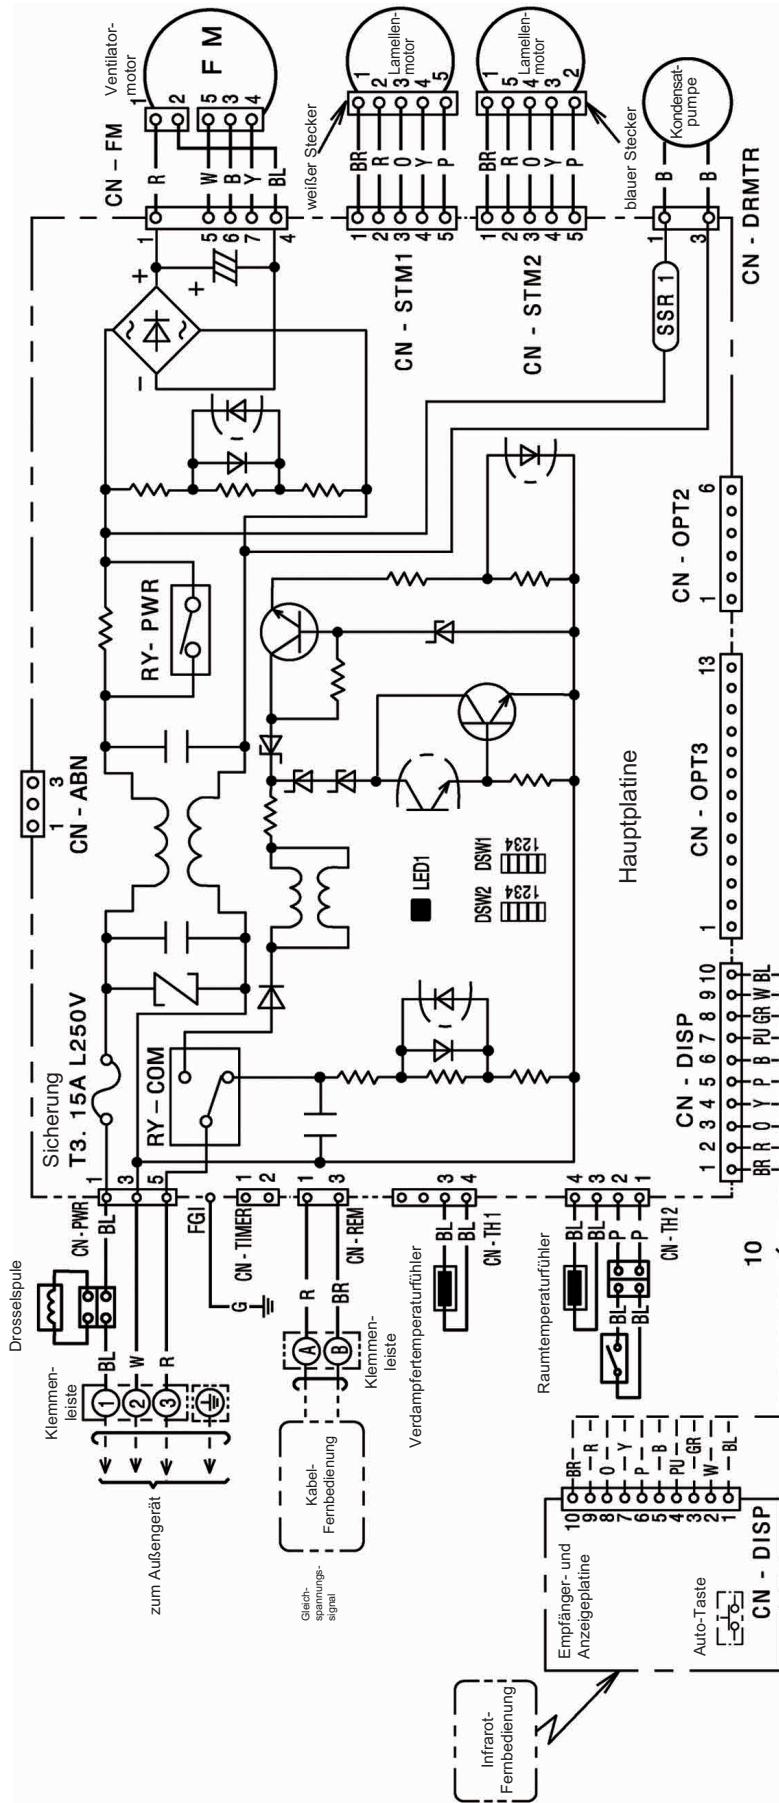 Drosselspule
Klemmen-
leiste
1
2
3
zum Außengerät
BL
W
R
BL
CN-PWR
1
3
5
Sicherung
T3. 15A L250V
CN - ABN
1
3
RY- PWR
CN - FM
Ventilator-
motor
F M
1
2
5
3
4
R
W
B
Y
BL
1
5
6
7
4
+
+
−
~
~
RY – COM
FGI
G
CN - TIMER
1
2
weißer Stecker
Lamellen-
motor
1
2
3
4
5
BR
R
O
Y
P
1
2
3
4
5
CN - STM1
Gleich-
spannungs-
signal
Kabel-
Fernbedienung
A
B
Klemmen-
leiste
R
BR
1
3
CN-REM
Lamellen-
motor
1
5
4
3
2
BR
R
O
Y
P
1
2
3
4
5
CN - STM2
LED1
DSW2
DSW1
1234
1234
Verdampfertemperaturfühler
BL
BL
3
4
CN-TH1
blauer Stecker
Kondensat-
pumpe
B
B
1
3
CN - DRMTR
SSR 1
Hauptplatine
Raumtemperaturfühler
BL
BL
P
P
BL
BL
4
3
2
1
CN-TH2
CN - DISP
1 2 3 4 5 6 7 8 9 10
BR R O Y P B PU GR W BL
CN - OPT3
1
13
CN - OPT2
1
6
Infrarot-
Fernbedienung
Empfänger- und
Anzeigeplatine
Auto-Taste
10 9 8 7 6 5 4 3 2 1
BR
R
O
Y
P
B
PU
GR
W
BL
CN - DISP
10